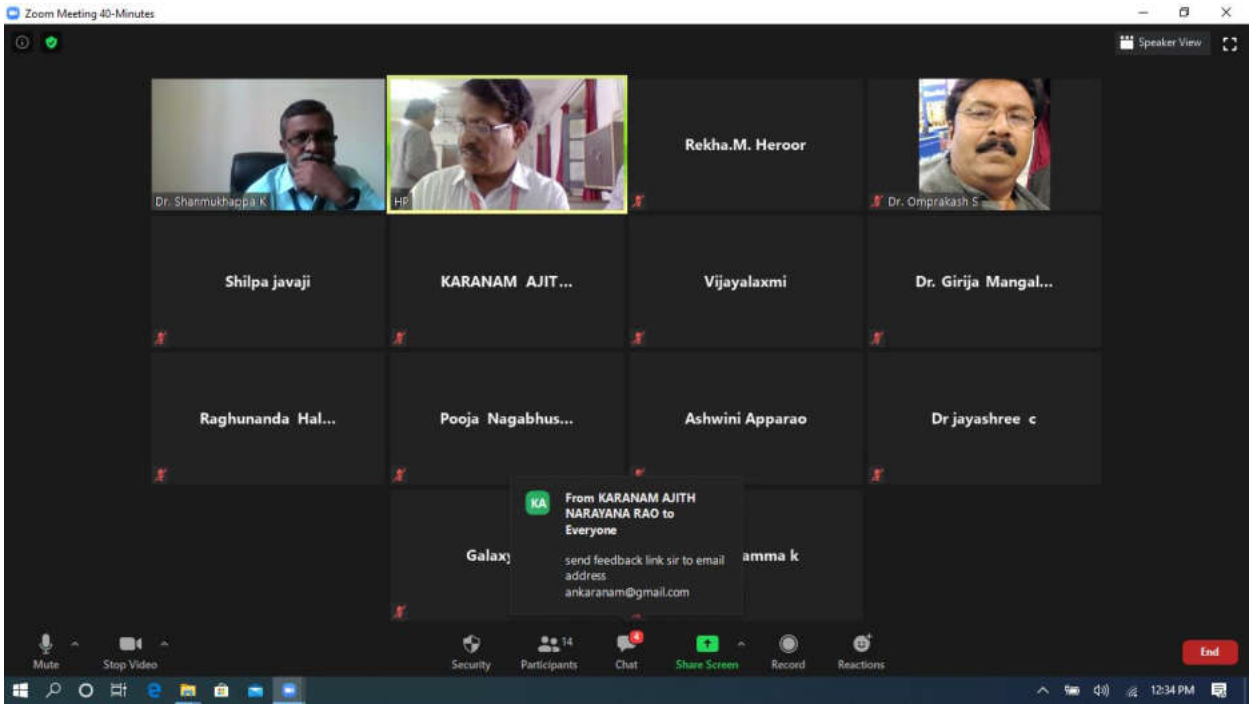 Zoom Meeting 40-Minutes
Speaker View
Dr. Shanmukhappa K
HP
Rekha.M. Heroor
Dr. Omprakash S
Shilpa javaji
KARANAM AJIT...
Vijayalaxmi
Dr. Girija Mangal...
Raghunanda Hal...
Pooja Nagabhus...
Ashwini Apparao
Dr jayashree c
KA
From KARANAM AJITH
NARAYANA RAO to
Everyone
send feedback link sir to email
address
ankaranam@gmail.com
Galaxy
amma k
Mute
Stop Video
Security
14
Participants
4
Chat
Share Screen
Record
Reactions
End
12:34 PM